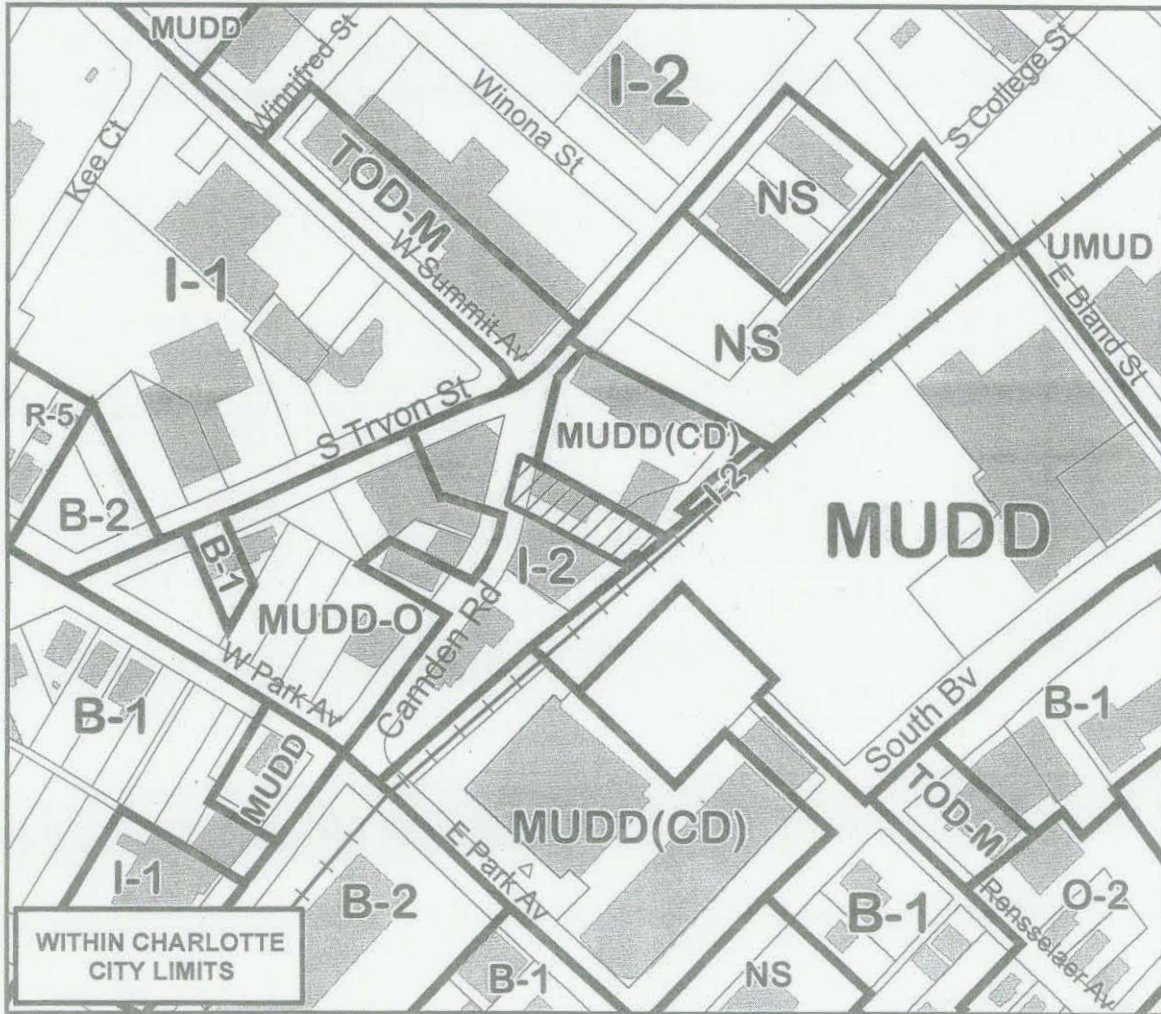 MUDD
Winnifred St
Winona St
I-2
S College St
Kee Ct
TOD-M
NS
W Summit Av
UMUD
I-1
E Bland St
NS
S Tryon St
R-5
MUDD(CD)
B-2
I-2
B-1
I-2
MUDD
MUDD-O
Camden Rd
W Park Av
B-1
South Bv
B-1
MUDD
TOD-M
MUDD(CD)
I-1
E Park Av
B-2
B-1
O-2
Rensselaer Av
WITHIN CHARLOTTE
CITY LIMITS
B-1
NS